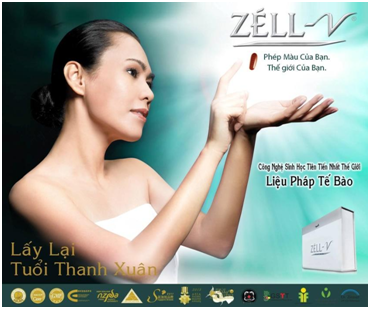 ZÉLL-V
Phép Màu Của Bạn.
Thế giới Của Bạn.
Công Nghệ Sinh Học Tiên Tiến Nhất Thế Giới
Liệu Pháp Tế Bào
ZELL-V
Lấy Lại
Tuổi Thanh Xuân